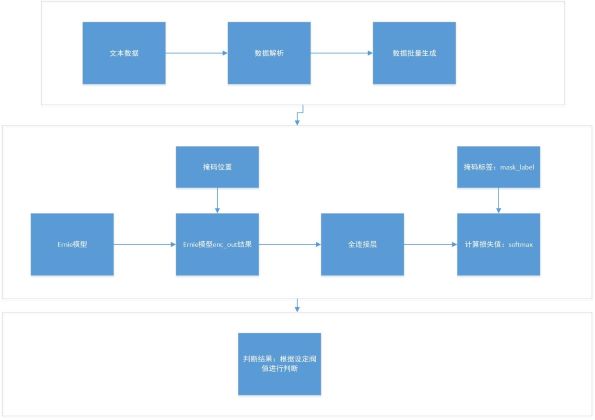 文本数据
数据解析
数据批量生成
掩码位置
掩码标签：mask_label
Ernie模型
Ernie模型enc_out结果
全连接层
计算损失值：softmax
判断结果：根据设定阈
值进行判断